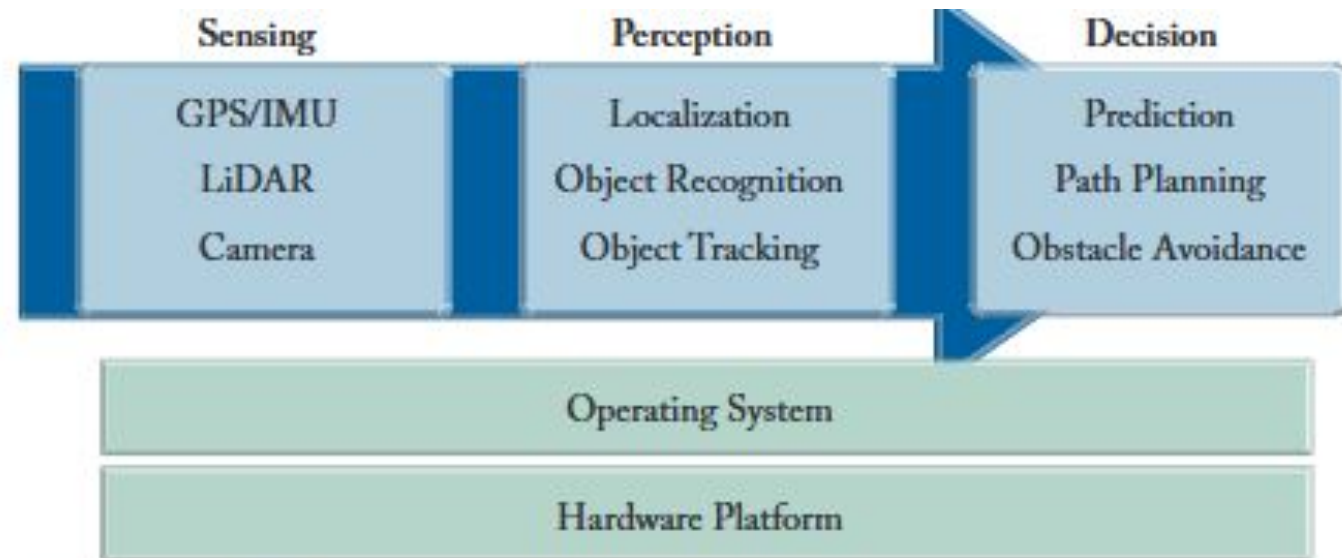 Sensing
GPS/IMU
LiDAR
Camera
Perception
Localization
Object Recognition
Object Tracking
Decision
Prediction
Path Planning
Obstacle Avoidance
Operating System
Hardware Platform